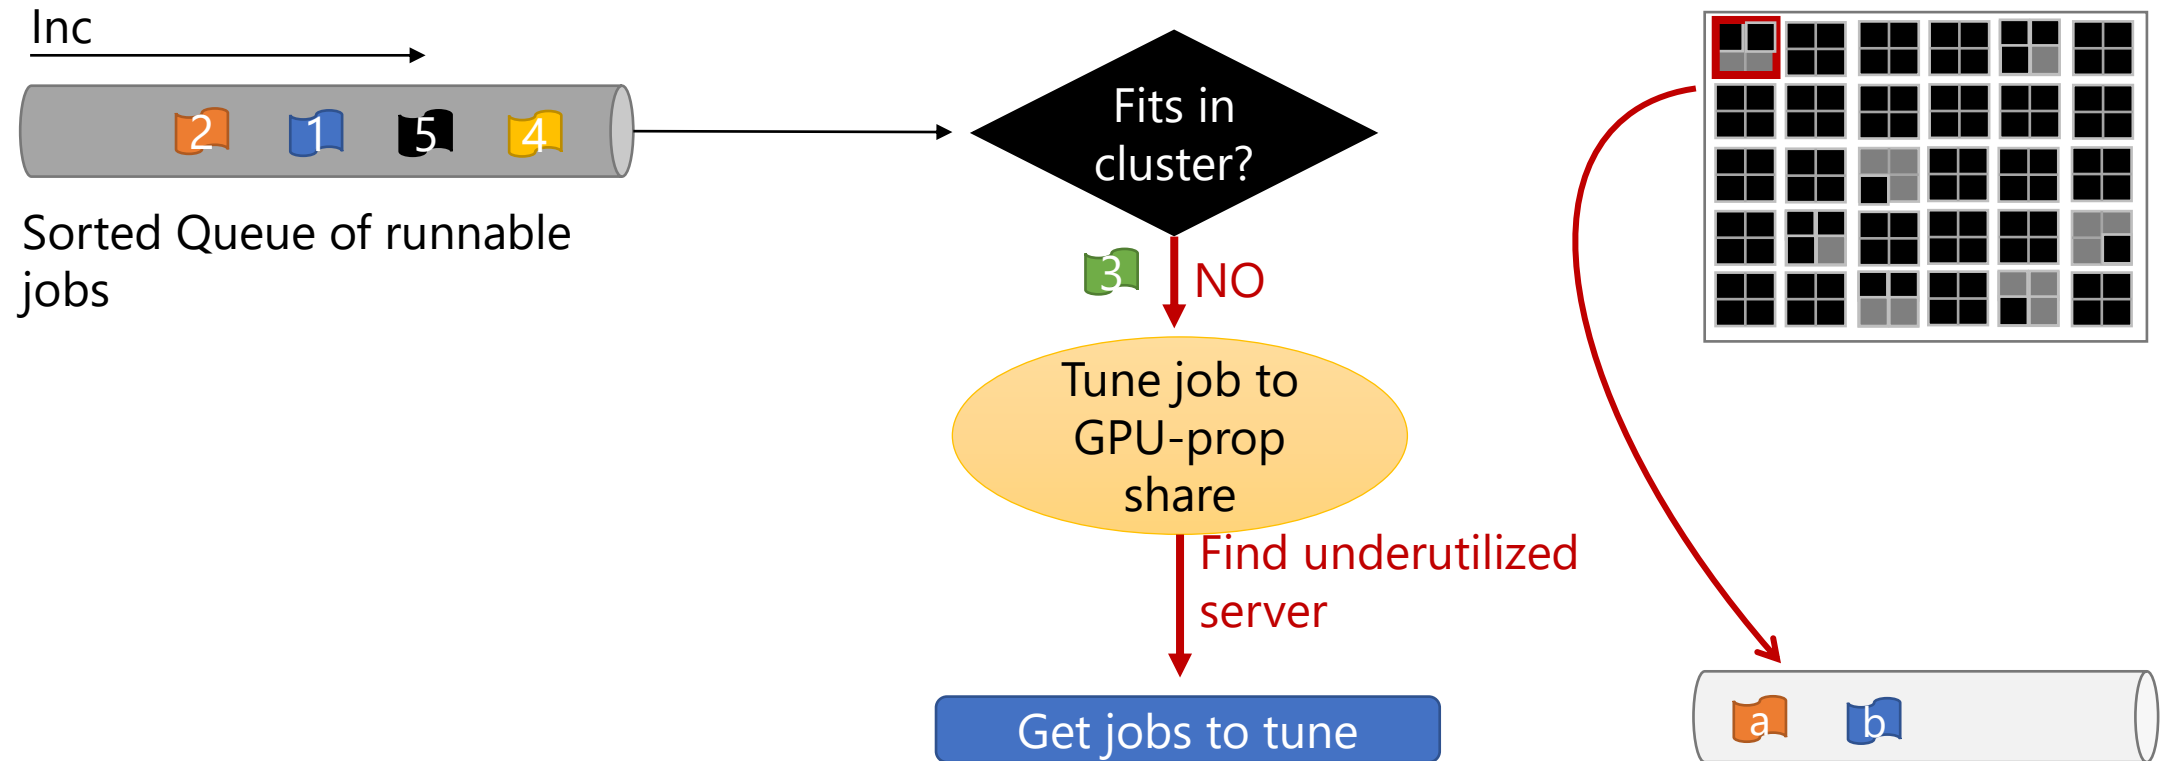 Inc
2 1 5 4
Sorted Queue of runnable
jobs
Fits in
cluster?
3
NO
Tune job to
GPU-prop
share
Find underutilized
server
Get jobs to tune
a b